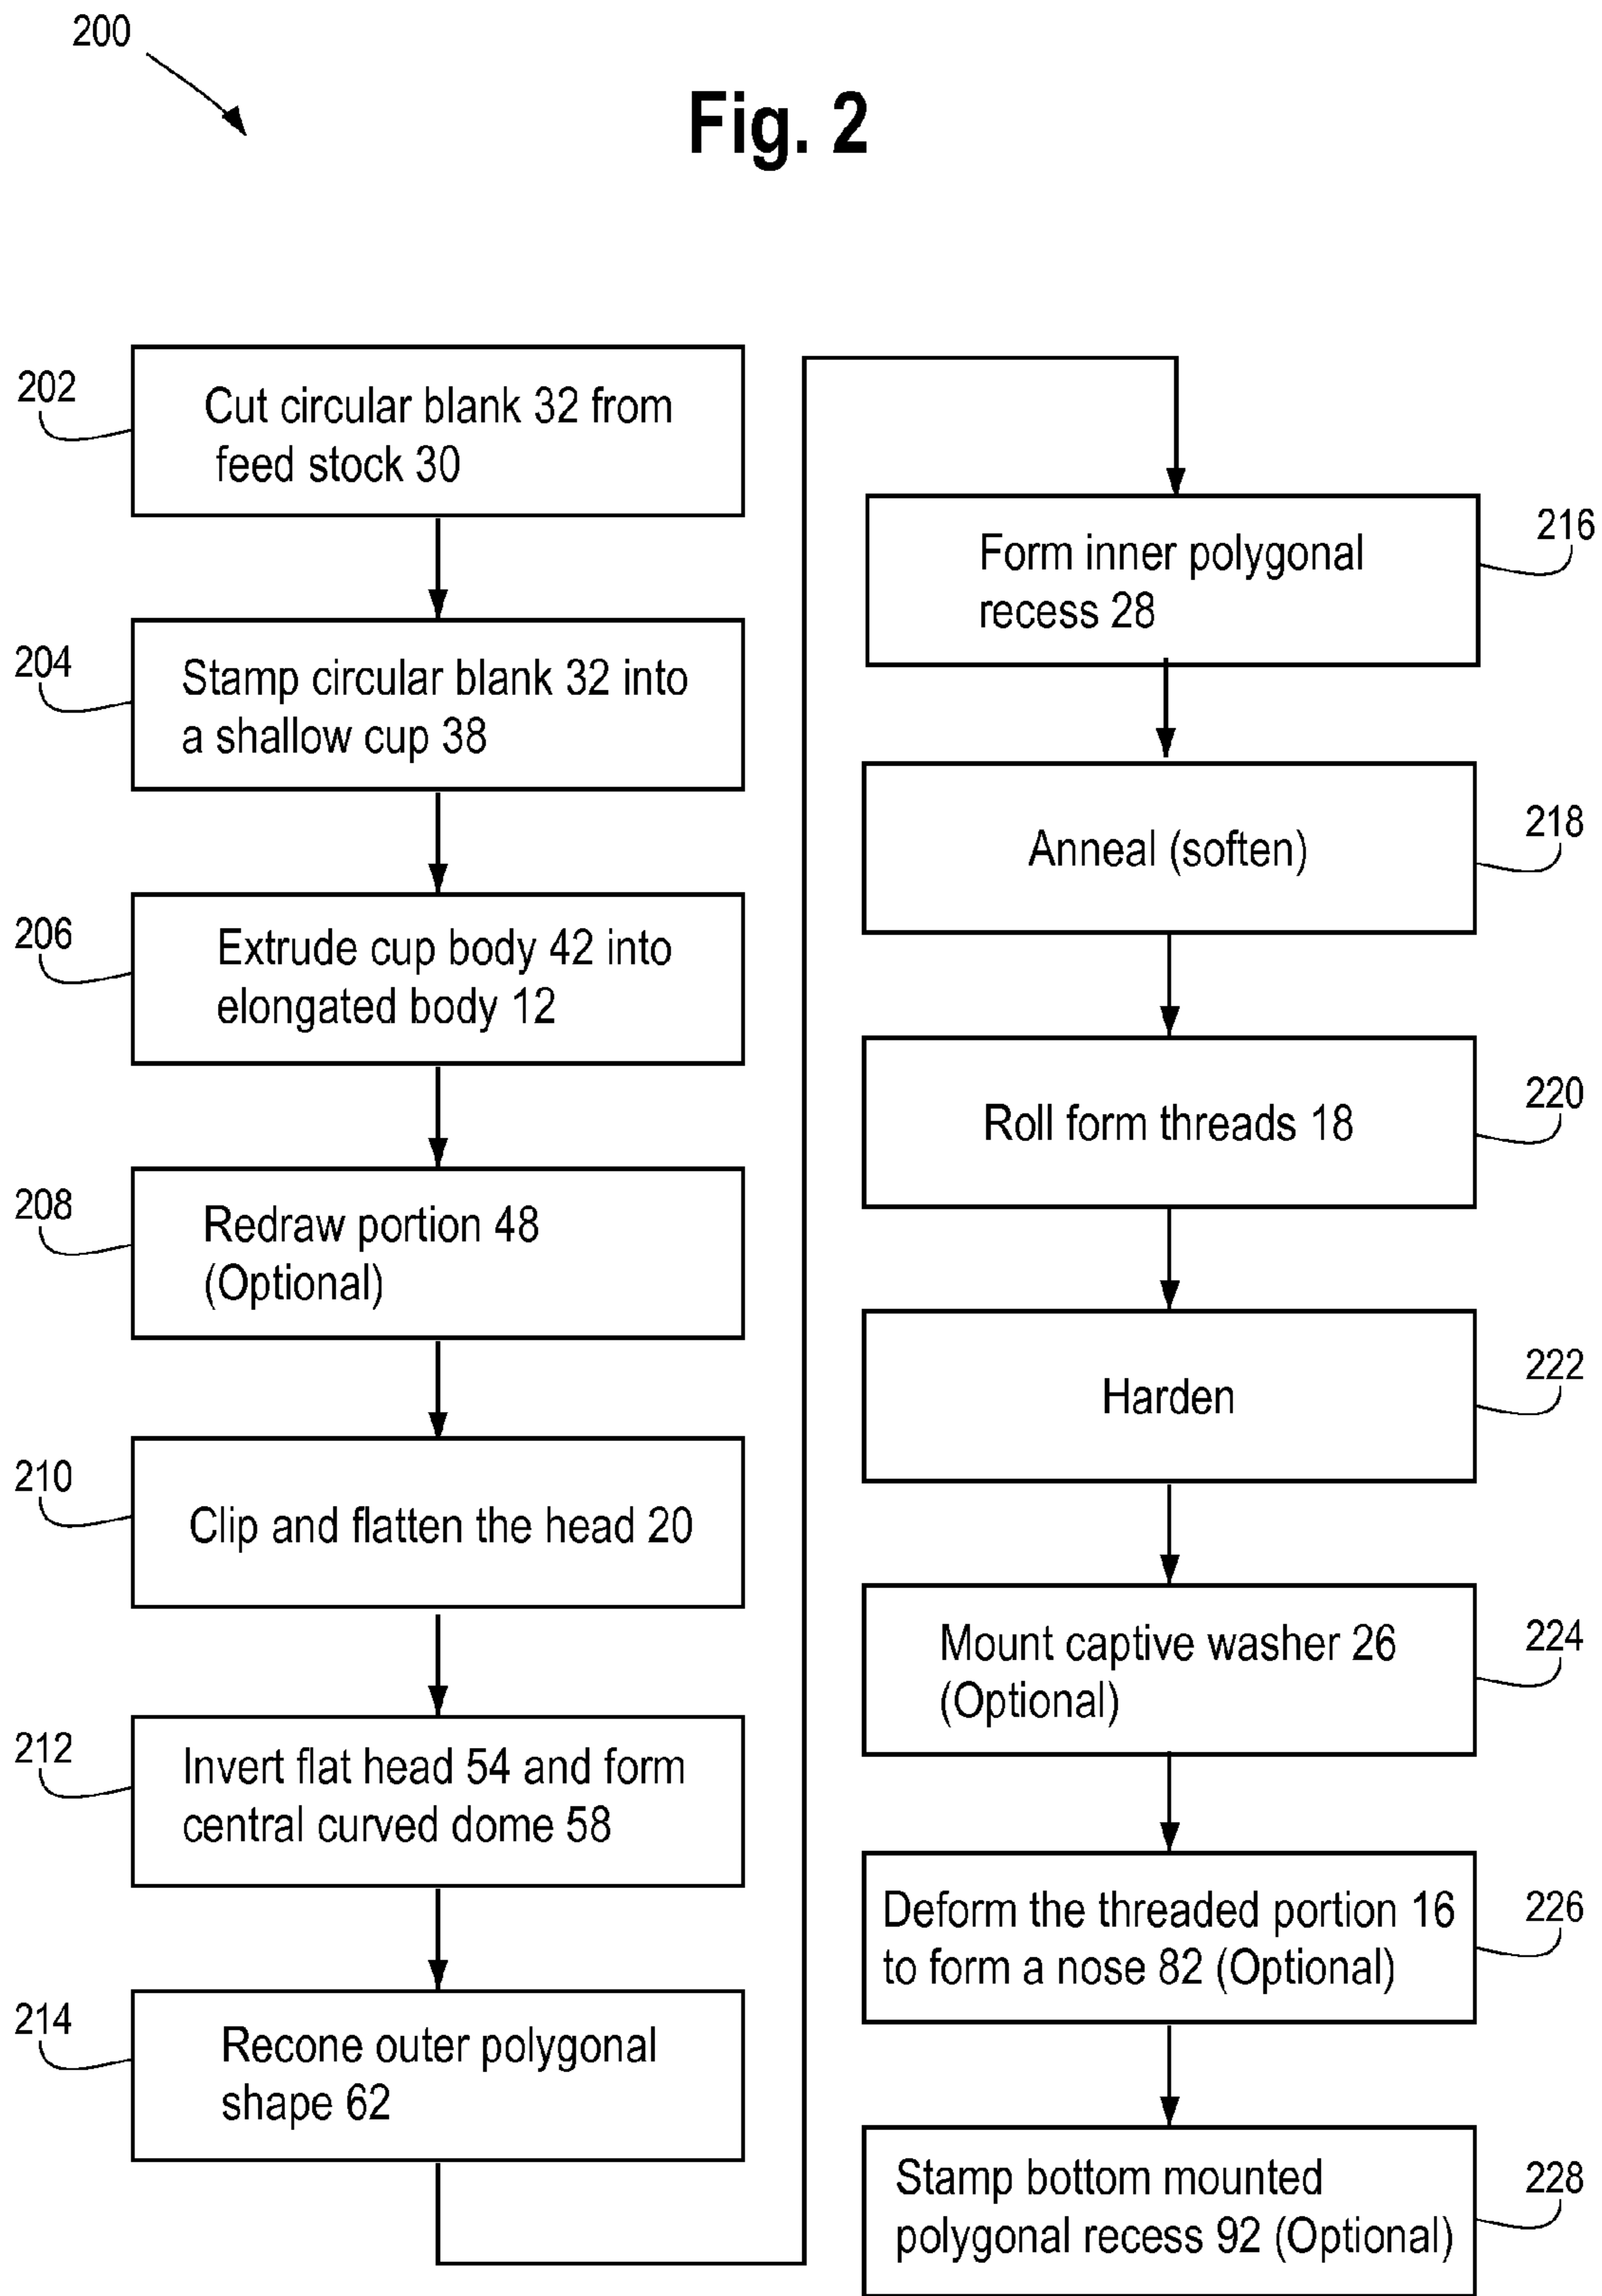 200
Fig. 2
202
Cut circular blank 32 from
feed stock 30
204
Stamp circular blank 32 into
a shallow cup 38
206
Extrude cup body 42 into
elongated body 12
208
Redraw portion 48
(Optional)
210
Clip and flatten the head 20
212
Invert flat head 54 and form
central curved dome 58
214
Recone outer polygonal
shape 62
216
Form inner polygonal
recess 28
218
Anneal (soften)
220
Roll form threads 18
222
Harden
224
Mount captive washer 26
(Optional)
226
Deform the threaded portion 16
to form a nose 82 (Optional)
228
Stamp bottom mounted
polygonal recess 92 (Optional)